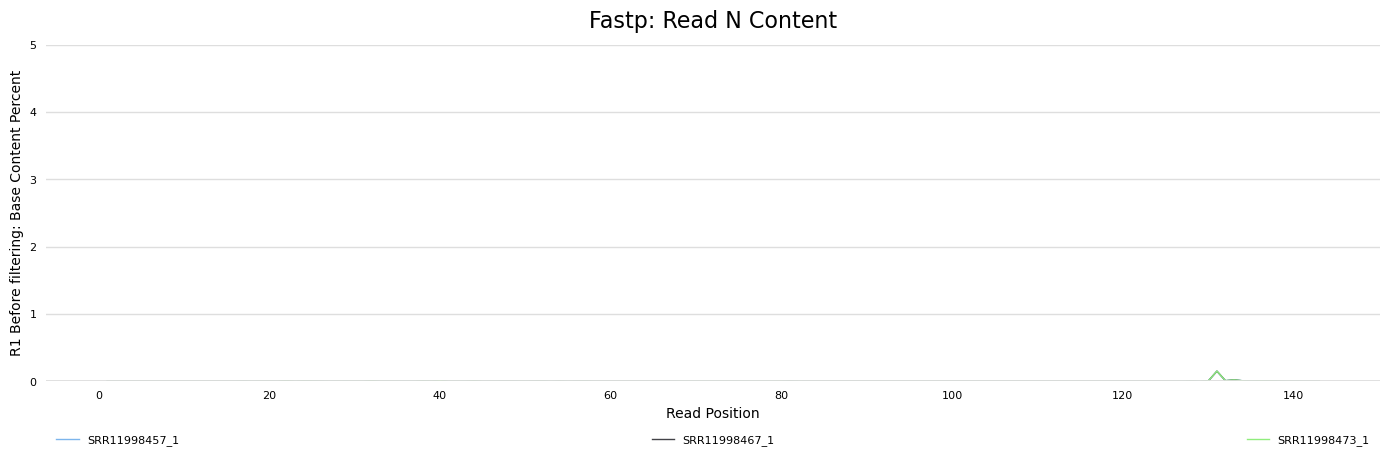 Fastp: Read N Content
R1 Before filtering: Base Content Percent
5
4
3
2
1
0
0 20 40 60 80 100 120 140
Read Position
SRR11998457_1 SRR11998467_1 SRR11998473_1